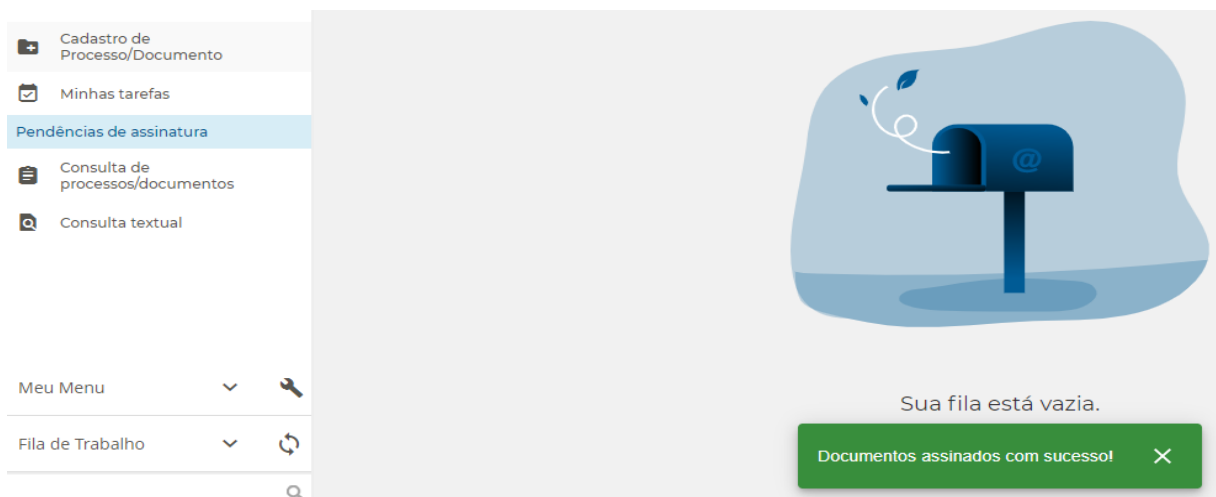 Cadastro de
Processo/Documento
Minhas tarefas
Pendências de assinatura
Consulta de
processos/documentos
Consulta textual
Meu Menu
Fila de Trabalho
@
Sua fila está vazia.
Documentos assinados com sucesso!